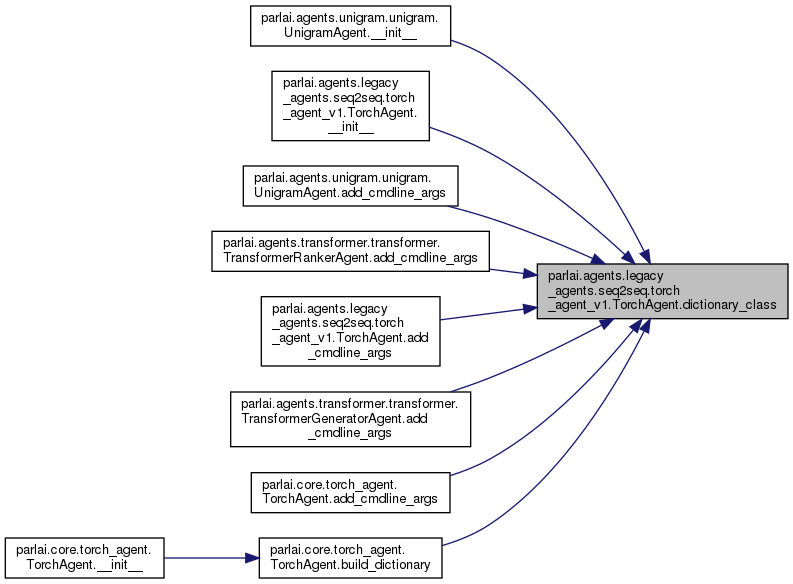 parlai.agents.unigram.unigram.
UnigramAgent.__init__
parlai.agents.legacy
_agents.seq2seq.torch
_agent_v1.TorchAgent.
__init__
parlai.agents.unigram.unigram.
UnigramAgent.add_cmdline_args
parlai.agents.transformer.transformer.
TransformerRankerAgent.add_cmdline_args
parlai.agents.legacy
_agents.seq2seq.torch
_agent_v1.TorchAgent.dictionary_class
parlai.agents.legacy
_agents.seq2seq.torch
_agent_v1.TorchAgent.add
_cmdline_args
parlai.agents.transformer.transformer.
TransformerGeneratorAgent.add
_cmdline_args
parlai.core.torch_agent.
TorchAgent.add_cmdline_args
parlai.core.torch_agent.
TorchAgent.__init__
parlai.core.torch_agent.
TorchAgent.build_dictionary